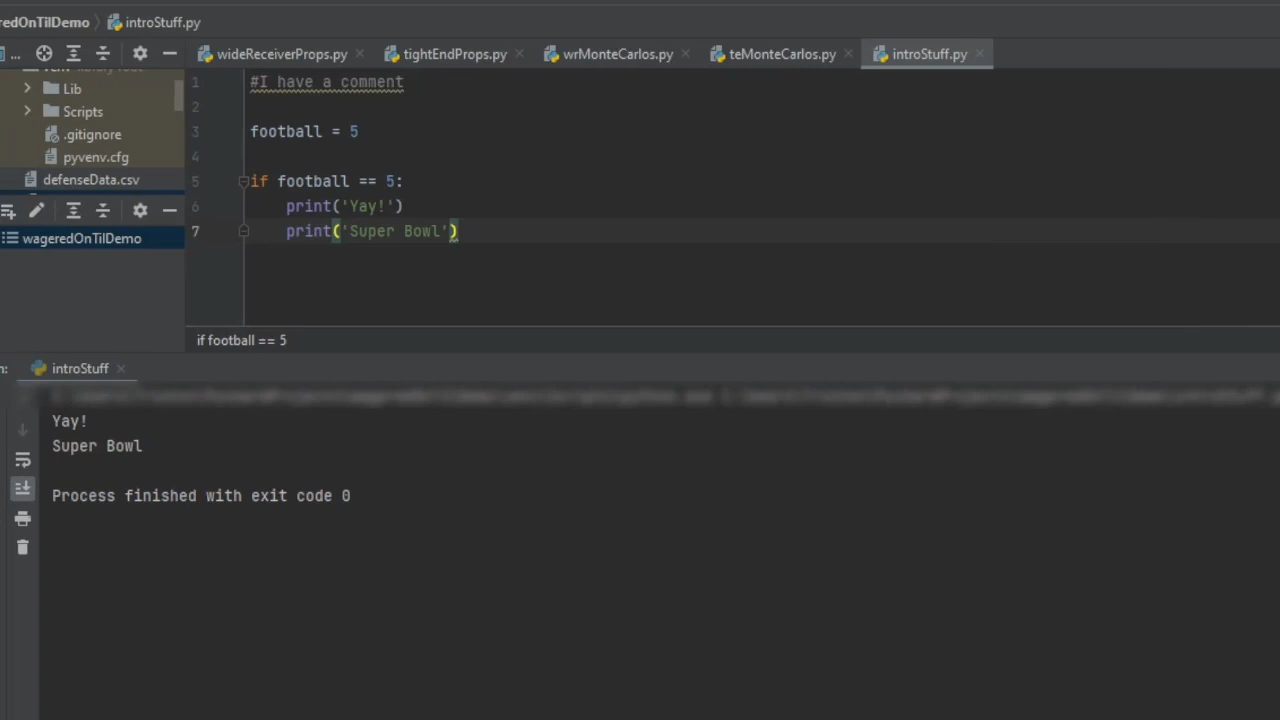 redOnTilDemo introStuff.py
... wideReceiverProps.py tightEndProps.py wrMonteCarlos.py teMonteCarlos.py introStuff.py
Lib
Scripts
.gitignore
pyvenv.cfg
defenseData.csv
wageredOnTilDemo
1 #I have a comment
2
3 football = 5
4
5 if football == 5:
6 print('Yay!')
7 print('Super Bowl')
if football == 5
n: introStuff
Yay!
Super Bowl
Process finished with exit code 0